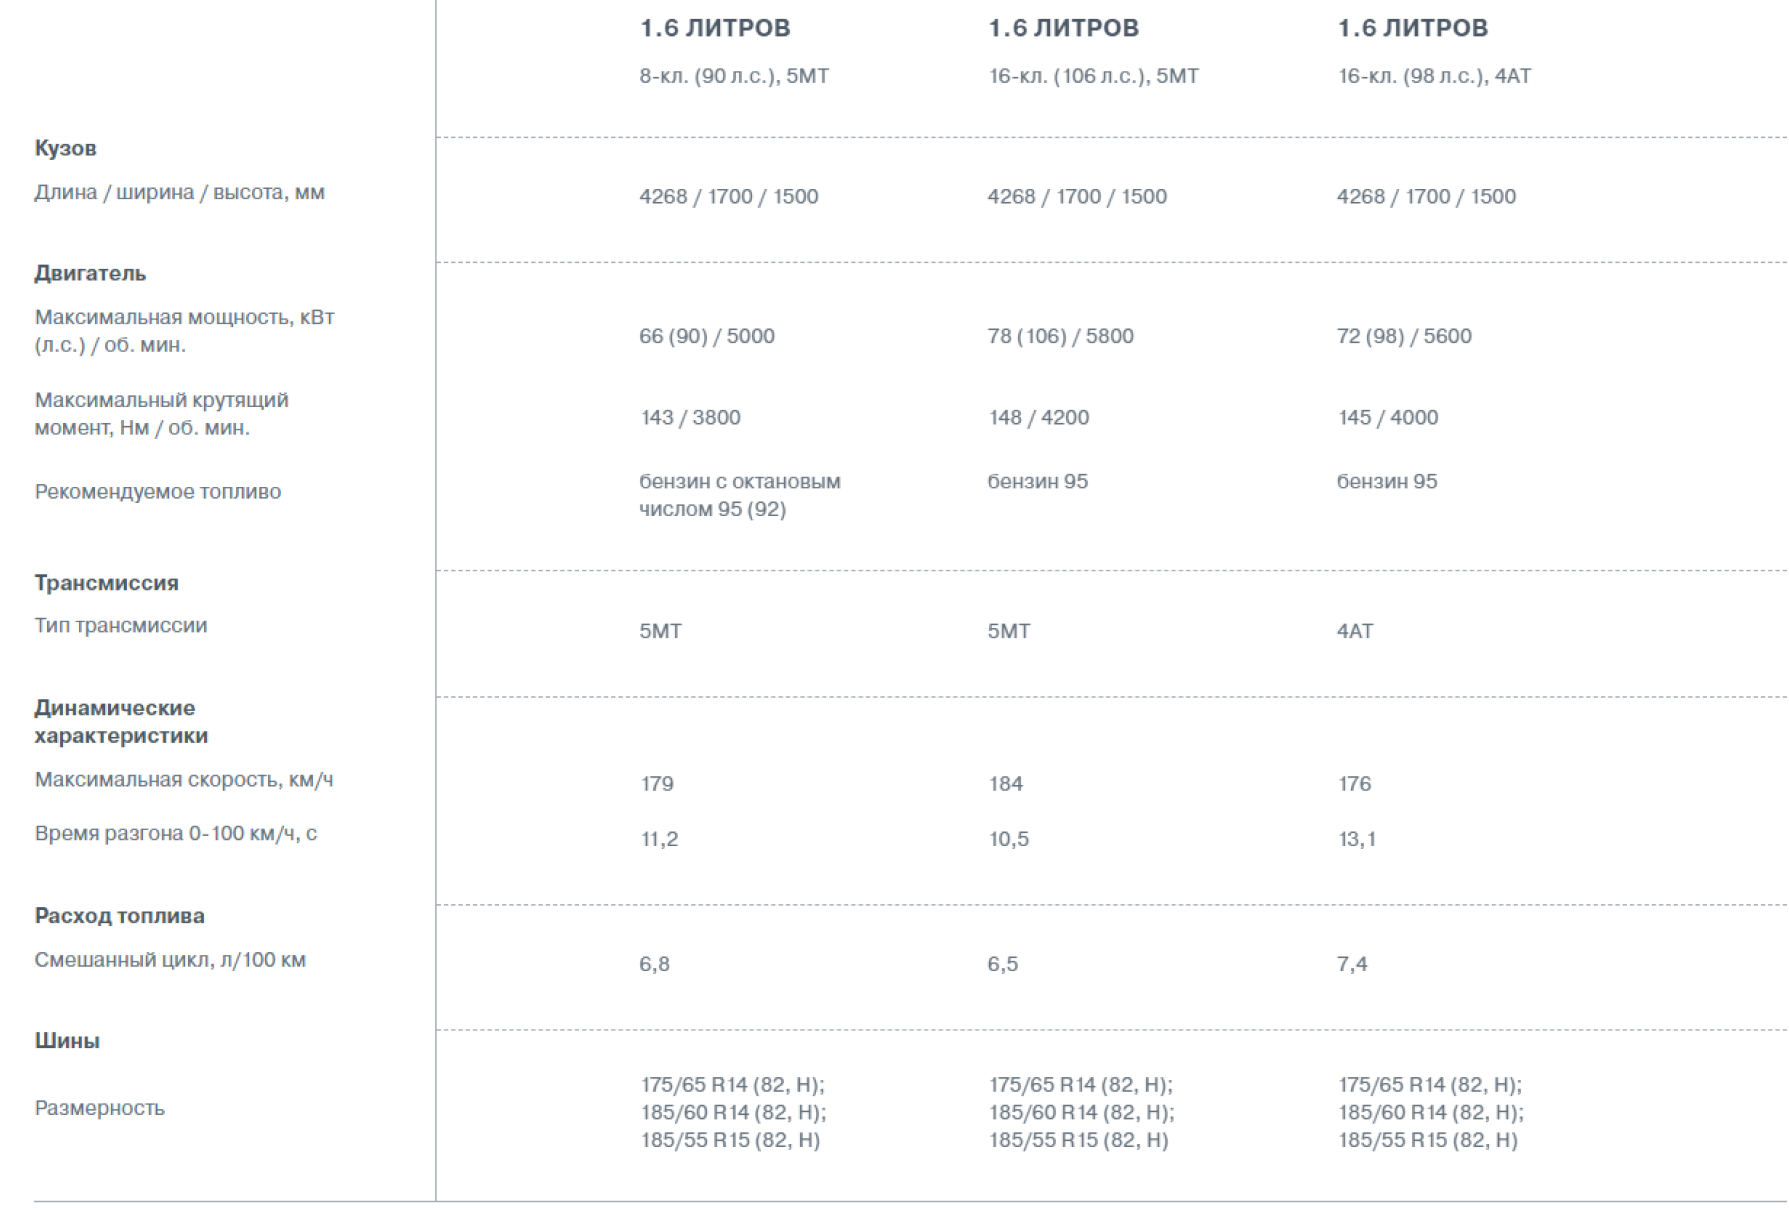 1.6 ЛИТРОВ 1.6 ЛИТРОВ 1.6 ЛИТРОВ
8-кл. (90 л.с.), 5МТ 16-кл. (106 л.с.), 5МТ 16-кл. (98 л.с.), 4АТ
Кузов
Длина / ширина / высота, мм 4268 / 1700 / 1500 4268 / 1700 / 1500 4268 / 1700 / 1500
Двигатель
Максимальная мощность, кВт
(л.с.) / об. мин. 66 (90) / 5000 78 (106) / 5800 72 (98) / 5600
Максимальный крутящий
момент, Нм / об. мин. 143 / 3800 148 / 4200 145 / 4000
Рекомендуемое топливо бензин с октановым бензин 95 бензин 95
числом 95 (92)
Трансмиссия
Тип трансмиссии 5МТ 5МТ 4АТ
Динамические
характеристики
Максимальная скорость, км/ч 179 184 176
Время разгона 0-100 км/ч, с 11,2 10,5 13,1
Расход топлива
Смешанный цикл, л/100 км 6,8 6,5 7,4
Шины
175/65 R14 (82, H); 175/65 R14 (82, H); 175/65 R14 (82, H);
Размерность 185/60 R14 (82, H); 185/60 R14 (82, H); 185/60 R14 (82, H);
185/55 R15 (82, H) 185/55 R15 (82, H) 185/55 R15 (82, H)